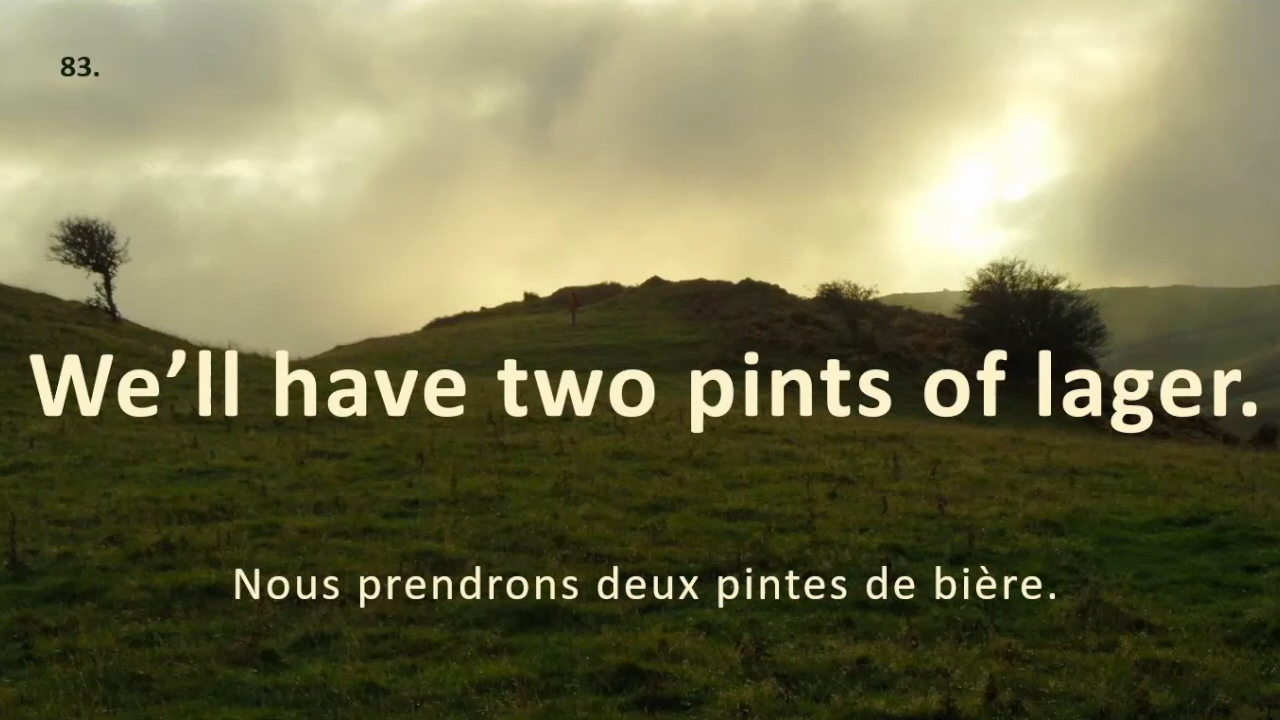 83.
We’ll have two pints of lager.
Nous prendrons deux pintes de bière.